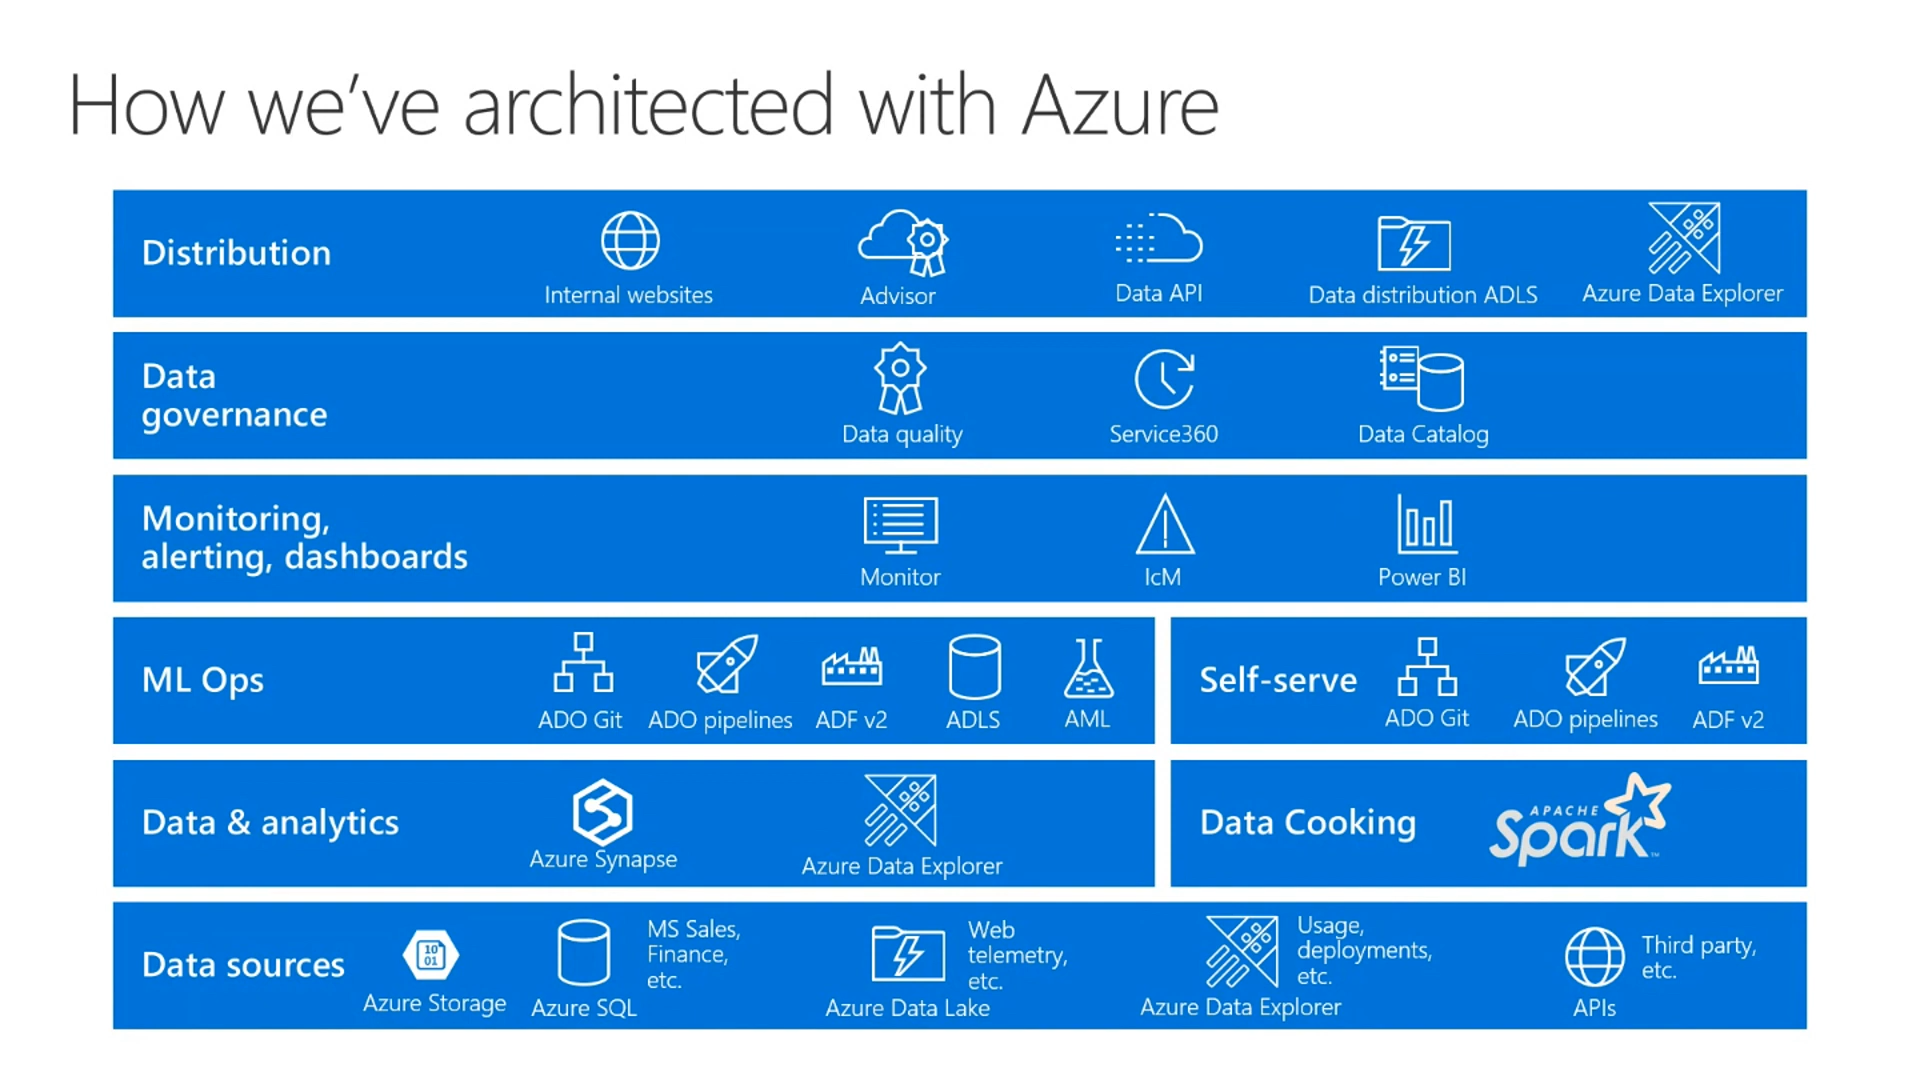 How we've architected with Azure
Distribution
Internal websites
Advisor
Data API
Data distribution ADLS
Azure Data Explorer
Data
governance
Data quality
Service360
Data Catalog
Monitoring,
alerting, dashboards
Monitor
IcM
Power BI
ML Ops
ADO Git
ADO pipelines
ADF v2
ADLS
AML
Self-serve
ADO Git
ADO pipelines
ADF v2
Data & analytics
Azure Synapse
Azure Data Explorer
Data Cooking
APACHE
Spark™
Data sources
10
01
Azure Storage
Azure SQL
MS Sales,
Finance,
etc.
Azure Data Lake
Web
telemetry,
etc.
Azure Data Explorer
Usage,
deployments,
etc.
APIs
Third party,
etc.